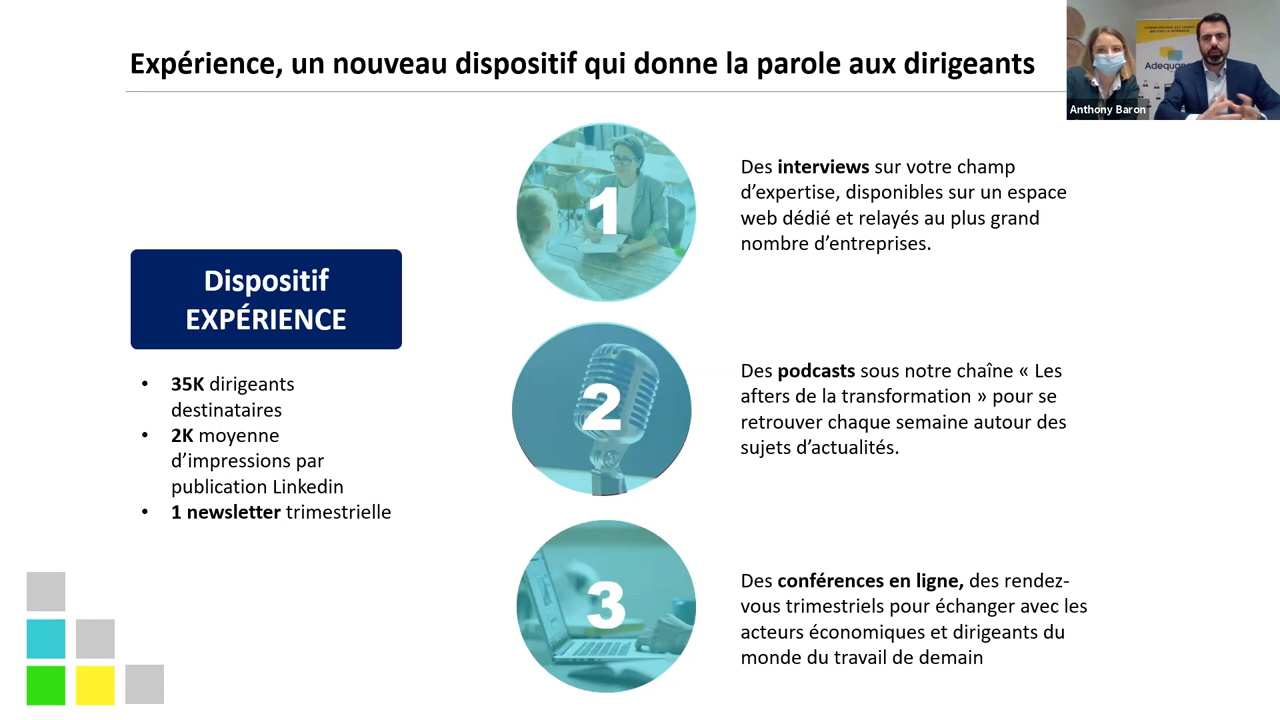 Expérience, un nouveau dispositif qui donne la parole aux dirigeants
Adequan
Anthony Baron
Dispositif
EXPÉRIENCE
• 35K dirigeants
destinataires
• 2K moyenne
d’impressions par
publication Linkedin
• 1 newsletter trimestrielle
1
Des interviews sur votre champ
d’expertise, disponibles sur un espace
web dédié et relayés au plus grand
nombre d’entreprises.
2
Des podcasts sous notre chaîne « Les
afters de la transformation » pour se
retrouver chaque semaine autour des
sujets d’actualités.
3
Des conférences en ligne, des rendez-
vous trimestriels pour échanger avec les
acteurs économiques et dirigeants du
monde du travail de demain